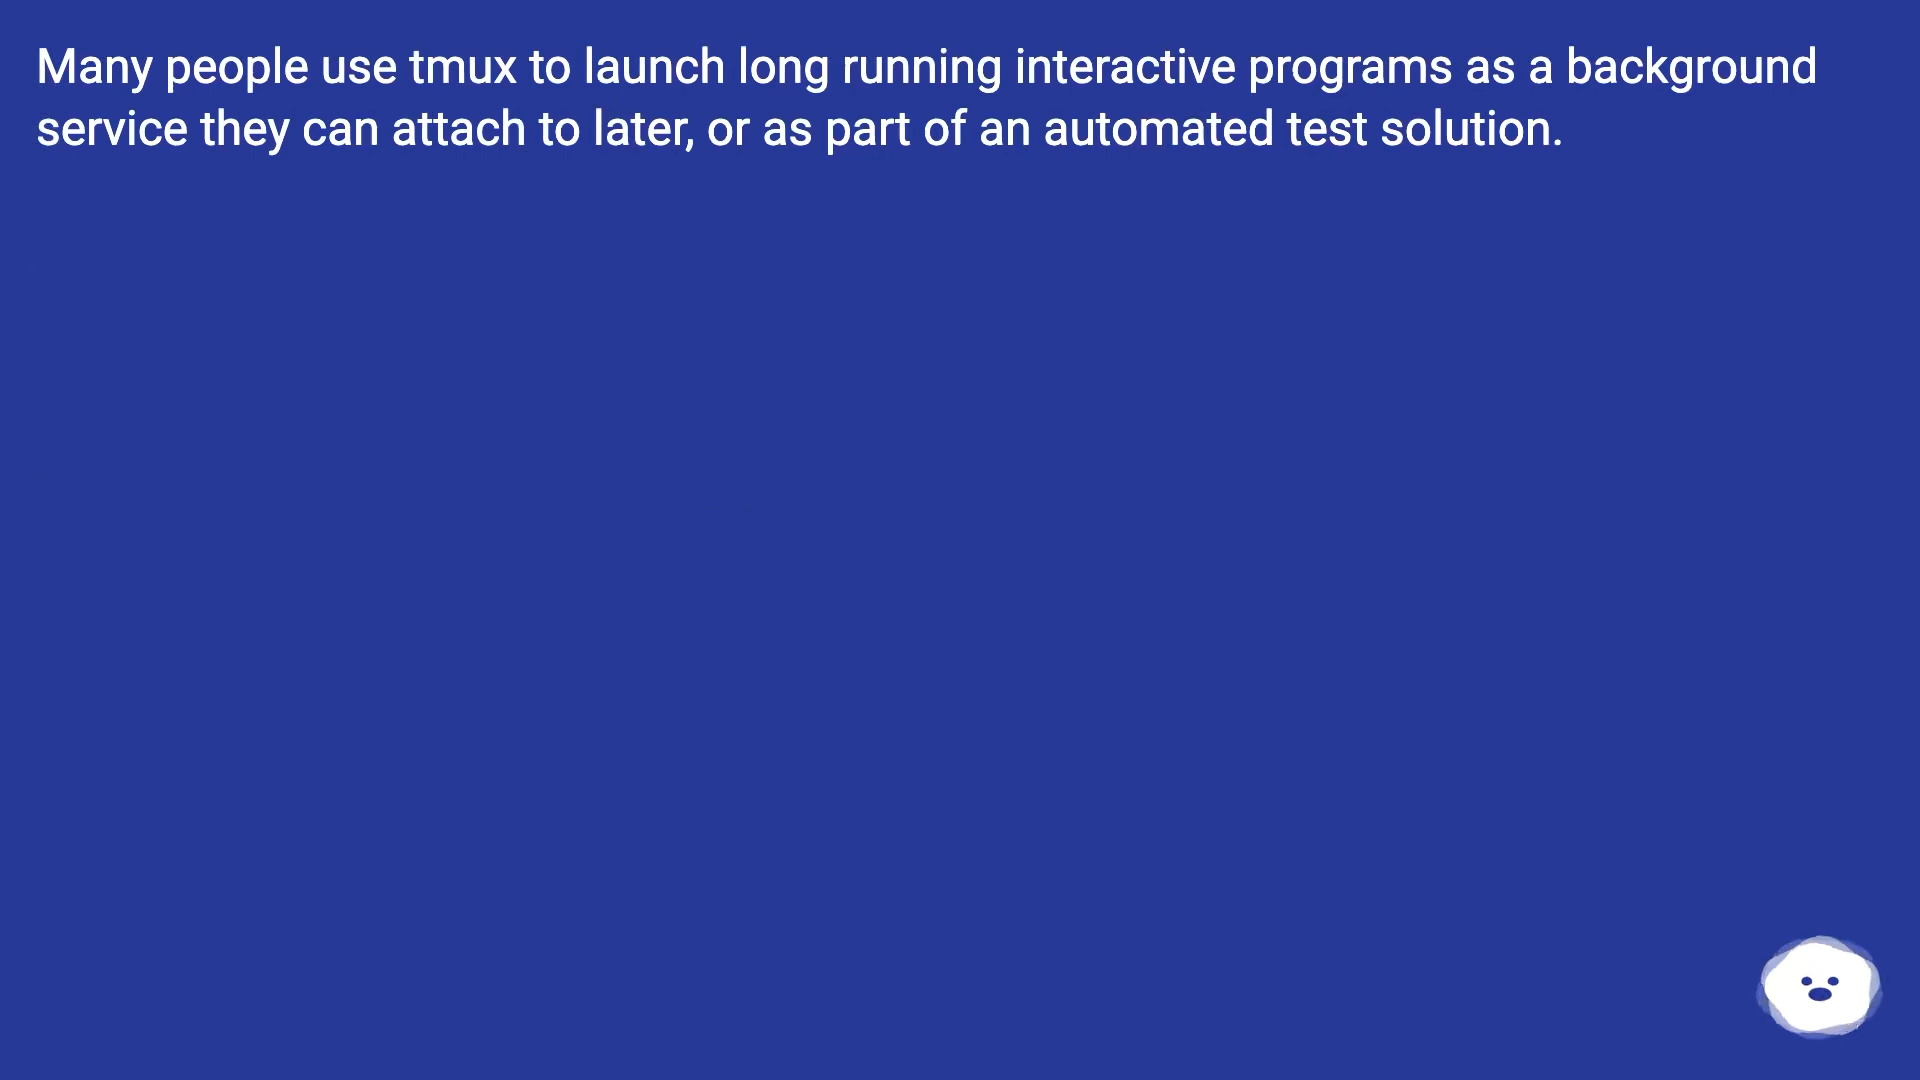 Many people use tmux to launch long running interactive programs as a background
service they can attach to later, or as part of an automated test solution.